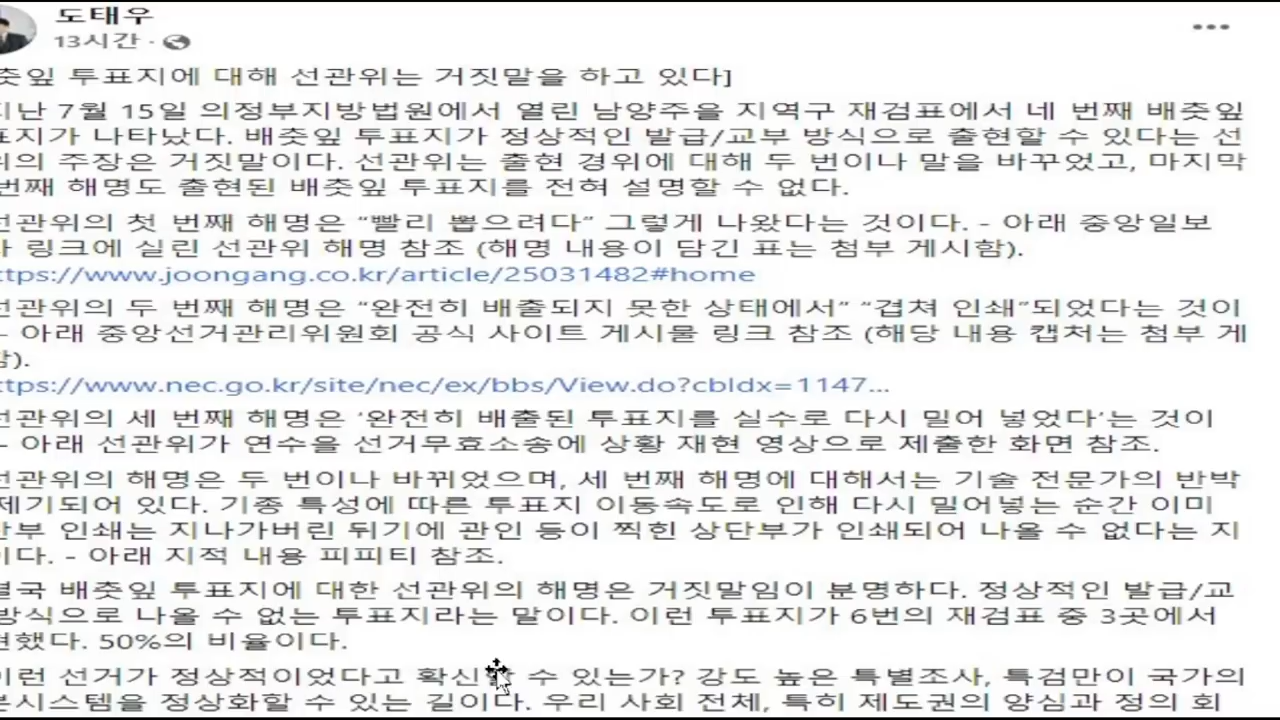 도태우
13시간 ·
춧잎 투표지에 대해 선관위는 거짓말을 하고 있다]
지난 7월 15일 의정부지방법원에서 열린 남양주을 지역구 재검표에서 네 번째 배춧잎
표지가 나타났다. 배춧잎 투표지가 정상적인 발급/교부 방식으로 출현할 수 있다는 선
위의 주장은 거짓말이다. 선관위는 출현 경위에 대해 두 번이나 말을 바꾸었고, 마지막
번째 해명도 출현된 배춧잎 투표지를 전혀 설명할 수 없다.
선관위의 첫 번째 해명은 “빨리 뽑으려다” 그렇게 나왔다는 것이다. - 아래 중앙일보
사 링크에 실린 선관위 해명 참조 (해명 내용이 담긴 표는 첨부 게시함).
ttps://www.joongang.co.kr/article/25031482#home
선관위의 두 번째 해명은 “완전히 배출되지 못한 상태에서” “겹쳐 인쇄”되었다는 것이
- 아래 중앙선거관리위원회 공식 사이트 게시물 링크 참조 (해당 내용 캡처는 첨부 게
함).
ttps://www.nec.go.kr/site/nec/ex/bbs/View.do?cbIdx=1147...
선관위의 세 번째 해명은 ‘완전히 배출된 투표지를 실수로 다시 밀어 넣었다’는 것이
- 아래 선관위가 연수을 선거무효소송에 상황 재현 영상으로 제출한 화면 참조.
선관위의 해명은 두 번이나 바뀌었으며, 세 번째 해명에 대해서는 기술 전문가의 반박
제기되어 있다. 기종 특성에 따른 투표지 이동속도로 인해 다시 밀어넣는 순간 이미
단부 인쇄는 지나가버린 뒤기에 관인 등이 찍힌 상단부가 인쇄되어 나올 수 없다는 지
이다. - 아래 지적 내용 피피티 참조.
결국 배춧잎 투표지에 대한 선관위의 해명은 거짓말임이 분명하다. 정상적인 발급/교
방식으로 나올 수 없는 투표지라는 말이다. 이런 투표지가 6번의 재검표 중 3곳에서
현했다. 50%의 비율이다.
이런 선거가 정상적이었다고 확신할 수 있는가? 강도 높은 특별조사, 특검만이 국가의
본시스템을 정상화할 수 있는 길이다. 우리 사회 전체, 특히 제도권의 양심과 정의 회